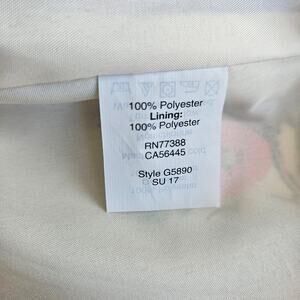 100% Polyester
Lining:
100% Polyester
RN77388
CA56445
Style G5890
SU 17